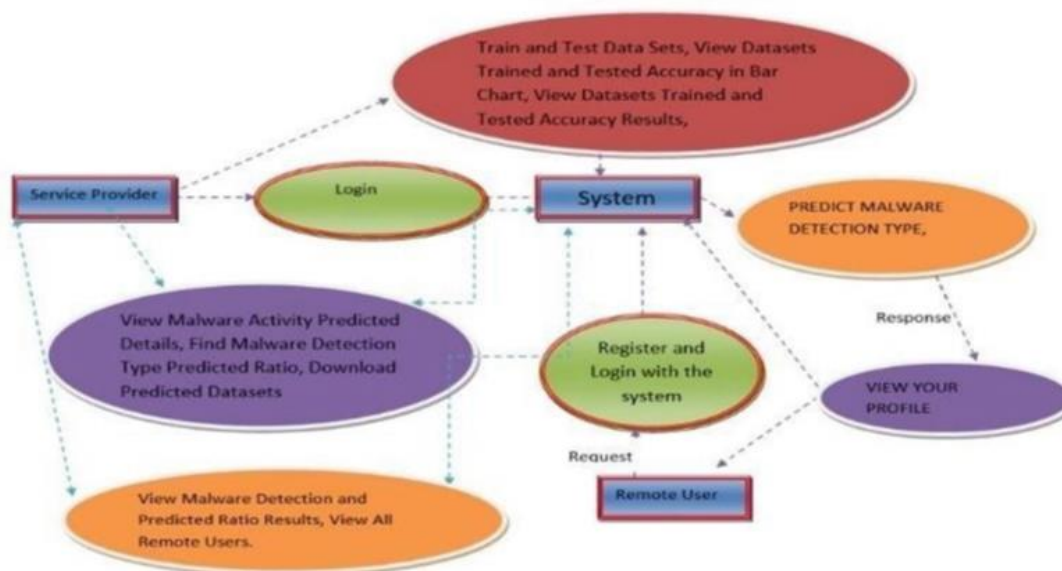 Train and Test Data Sets, View Datasets
Trained and Tested Accuracy in Bar
Chart, View Datasets Trained and
Tested Accuracy Results,
Service Provider
Login
System
PREDICT MALWARE
DETECTION TYPE,
View Malware Activity Predicted
Details, Find Malware Detection
Type Predicted Ratio, Download
Predicted Datasets
Register and
Login with the
system
Response
VIEW YOUR
PROFILE
Request
Remote User
View Malware Detection and
Predicted Ratio Results, View All
Remote Users.